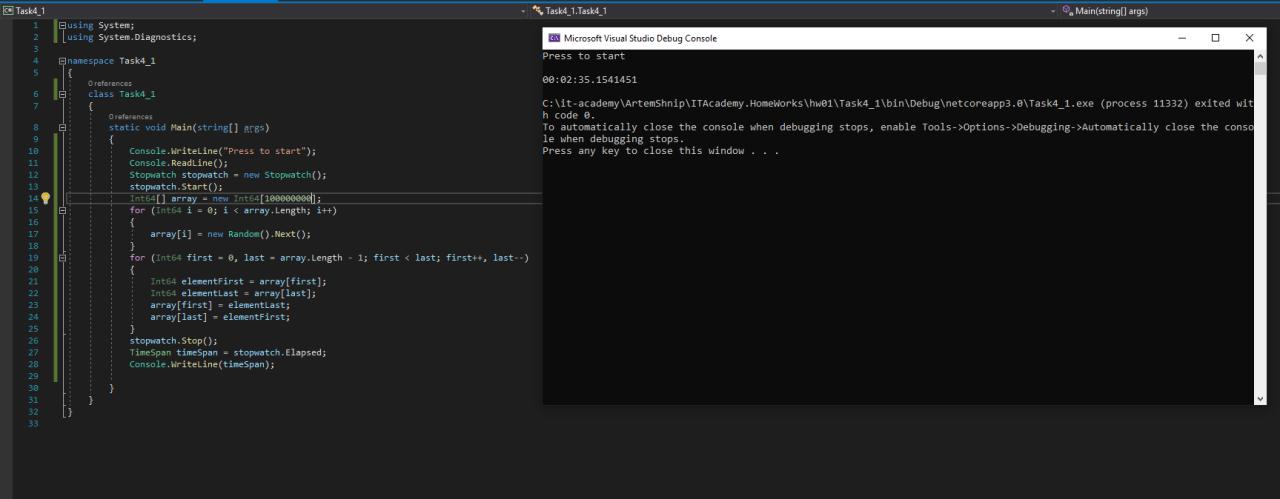 Task4_1
Task4_1.Task4_1
Main(string[] args)
1 using System;
2 using System.Diagnostics;
3
4 namespace Task4_1
5 {
0 references
6 class Task4_1
7 {
0 references
8 static void Main(string[] args)
9 {
10 Console.WriteLine("Press to start");
11 Console.ReadLine();
12 Stopwatch stopwatch = new Stopwatch();
13 stopwatch.Start();
14 Int64[] array = new Int64[100000000];
15 for (Int64 i = 0; i < array.Length; i++)
16 {
17 array[i] = new Random().Next();
18 }
19 for (Int64 first = 0, last = array.Length - 1; first < last; first++, last--)
20 {
21 Int64 elementFirst = array[first];
22 Int64 elementLast = array[last];
23 array[first] = elementLast;
24 array[last] = elementFirst;
25 }
26 stopwatch.Stop();
27 TimeSpan timeSpan = stopwatch.Elapsed;
28 Console.WriteLine(timeSpan);
29
30 }
31 }
32 }
33
Microsoft Visual Studio Debug Console
Press to start
00:02:35.1541451
C:\it-academy\ArtemShnip\ITAcademy.HomeWorks\hw01\Task4_1\bin\Debug\netcoreapp3.0\Task4_1.exe (process 11332) exited wit
h code 0.
To automatically close the console when debugging stops, enable Tools->Options->Debugging->Automatically close the conso
le when debugging stops.
Press any key to close this window . . .